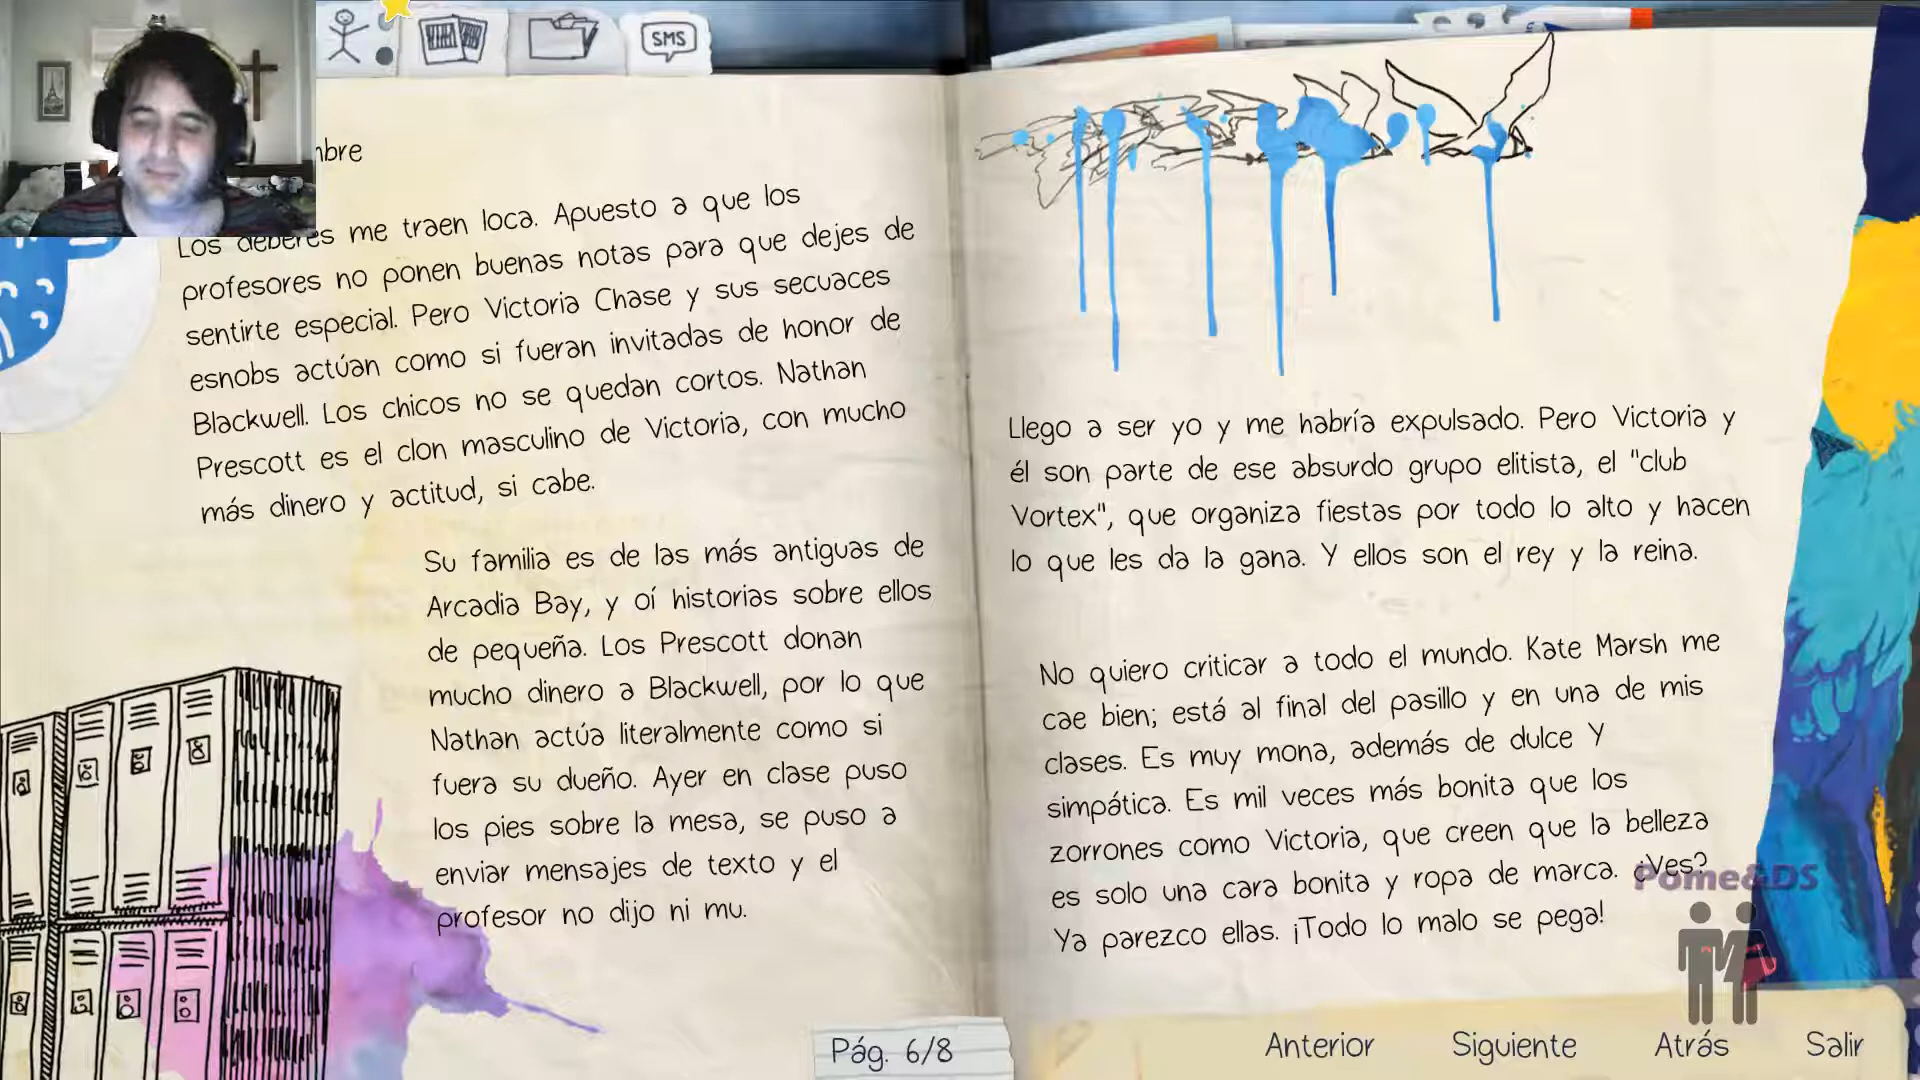 SMS
mbre
Los deberes me traen loca. Apuesto a que los
profesores no ponen buenas notas para que dejes de
sentirte especial. Pero Victoria Chase y sus secuaces
esnobs actúan como si fueran invitadas de honor de
Blackwell. Los chicos no se quedan cortos. Nathan
Prescott es el clon masculino de Victoria, con mucho
más dinero y actitud, si cabe.
Su familia es de las más antiguas de
Arcadia Bay, y oí historias sobre ellos
de pequeña. Los Prescott donan
mucho dinero a Blackwell, por lo que
Nathan actúa literalmente como si
fuera su dueño. Ayer en clase puso
los pies sobre la mesa, se puso a
enviar mensajes de texto y el
profesor no dijo ni mu.
Llego a ser yo y me habría expulsado. Pero Victoria y
él son parte de ese absurdo grupo elitista, el "club
Vortex", que organiza fiestas por todo lo alto y hacen
lo que les da la gana. Y ellos son el rey y la reina.
No quiero criticar a todo el mundo. Kate Marsh me
cae bien; está al final del pasillo y en una de mis
clases. Es muy mona, además de dulce Y
simpática. Es mil veces más bonita que los
zorrones como Victoria, que creen que la belleza
es solo una cara bonita y ropa de marca. ¿Ves?
Ya parezco ellas. ¡Todo lo malo se pega!
Pome&DS
Pág. 6/8
Anterior Siguiente Atrás Salir